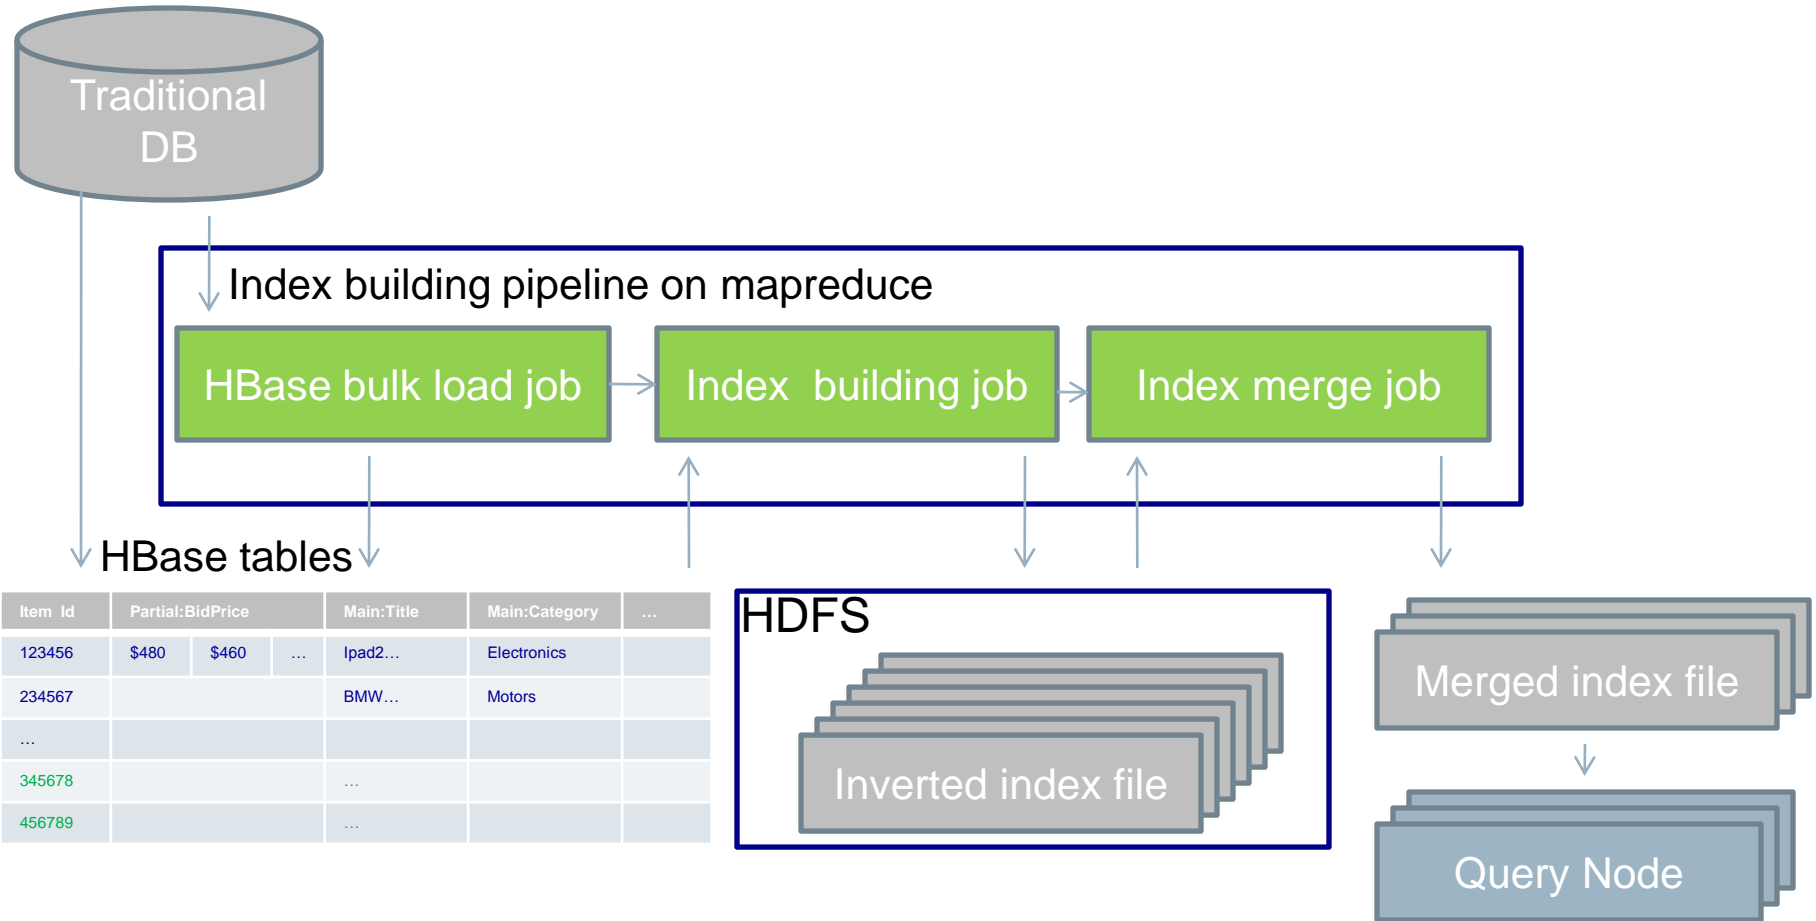 Traditional
DB
Index building pipeline on mapreduce
HBase bulk load job
Index building job
Index merge job
HBase tables
Item Id Partial:BidPrice Main:Title Main:Category …
123456 $480 $460 … Ipad2… Electronics
234567 BMW… Motors
…
345678 …
456789 …
HDFS
Inverted index file
Merged index file
Query Node